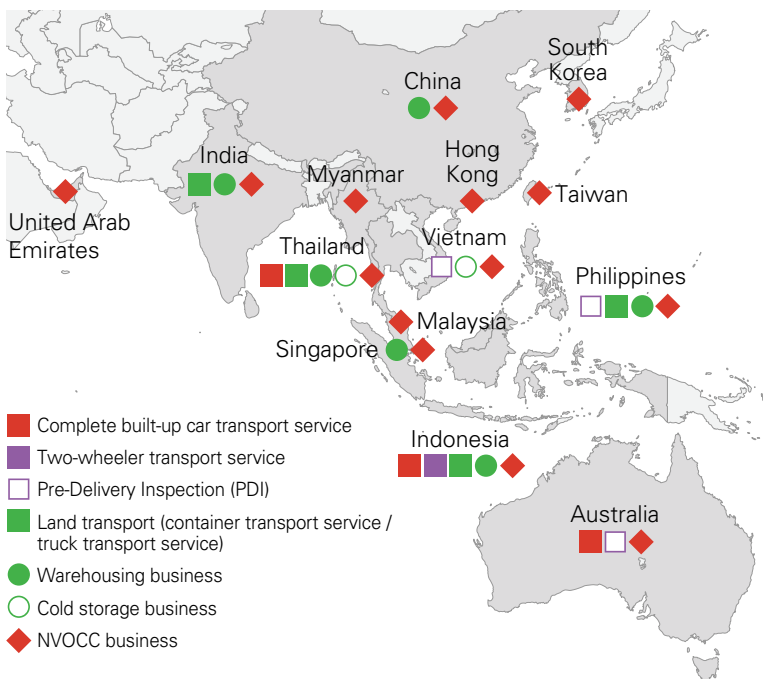 South
Korea
China
India
Myanmar
Hong
Kong
Taiwan
United Arab
Emirates
Thailand
Vietnam
Philippines
Malaysia
Singapore
Indonesia
Australia
Complete built-up car transport service
Two-wheeler transport service
Pre-Delivery Inspection (PDI)
Land transport (container transport service /
truck transport service)
Warehousing business
Cold storage business
NVOCC business